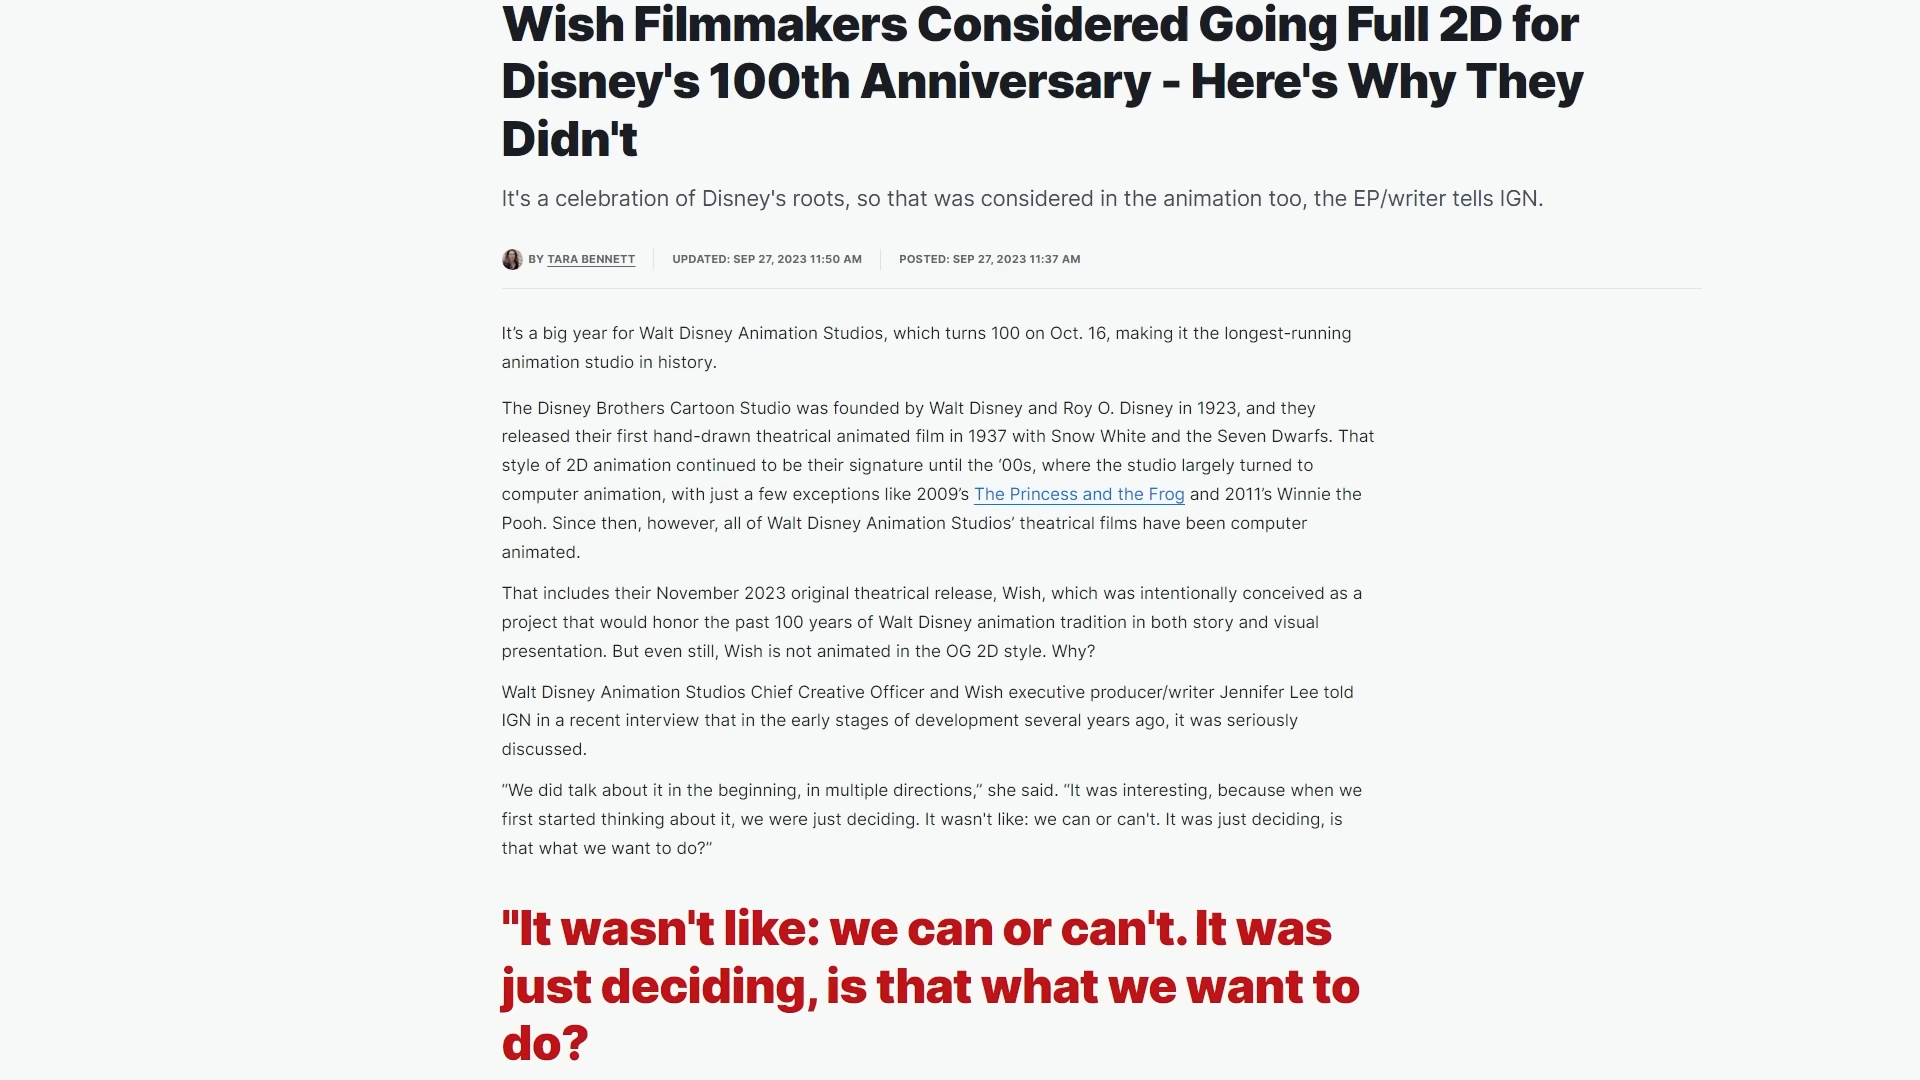 Wish Filmmakers Considered Going Full 2D for
Disney's 100th Anniversary - Here's Why They
Didn't
It's a celebration of Disney's roots, so that was considered in the animation too, the EP/writer tells IGN.
BY TARA BENNETT UPDATED: SEP 27, 2023 11:50 AM POSTED: SEP 27, 2023 11:37 AM
It’s a big year for Walt Disney Animation Studios, which turns 100 on Oct. 16, making it the longest-running
animation studio in history.
The Disney Brothers Cartoon Studio was founded by Walt Disney and Roy O. Disney in 1923, and they
released their first hand-drawn theatrical animated film in 1937 with Snow White and the Seven Dwarfs. That
style of 2D animation continued to be their signature until the ‘00s, where the studio largely turned to
computer animation, with just a few exceptions like 2009’s The Princess and the Frog and 2011’s Winnie the
Pooh. Since then, however, all of Walt Disney Animation Studios’ theatrical films have been computer
animated.
That includes their November 2023 original theatrical release, Wish, which was intentionally conceived as a
project that would honor the past 100 years of Walt Disney animation tradition in both story and visual
presentation. But even still, Wish is not animated in the OG 2D style. Why?
Walt Disney Animation Studios Chief Creative Officer and Wish executive producer/writer Jennifer Lee told
IGN in a recent interview that in the early stages of development several years ago, it was seriously
discussed.
“We did talk about it in the beginning, in multiple directions,” she said. “It was interesting, because when we
first started thinking about it, we were just deciding. It wasn't like: we can or can't. It was just deciding, is
that what we want to do?”
"It wasn't like: we can or can't. It was
just deciding, is that what we want to
do?